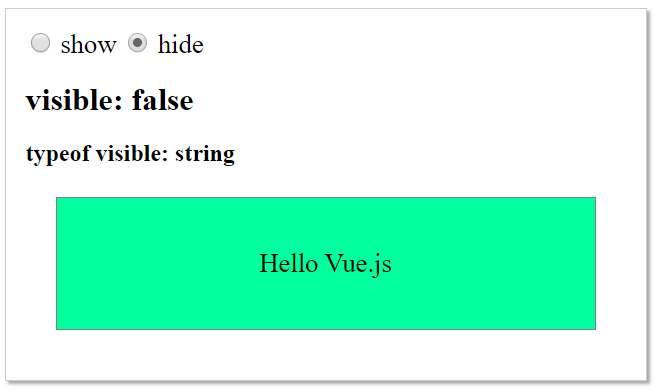 show hide
visible: false
typeof visible: string
Hello Vue.js